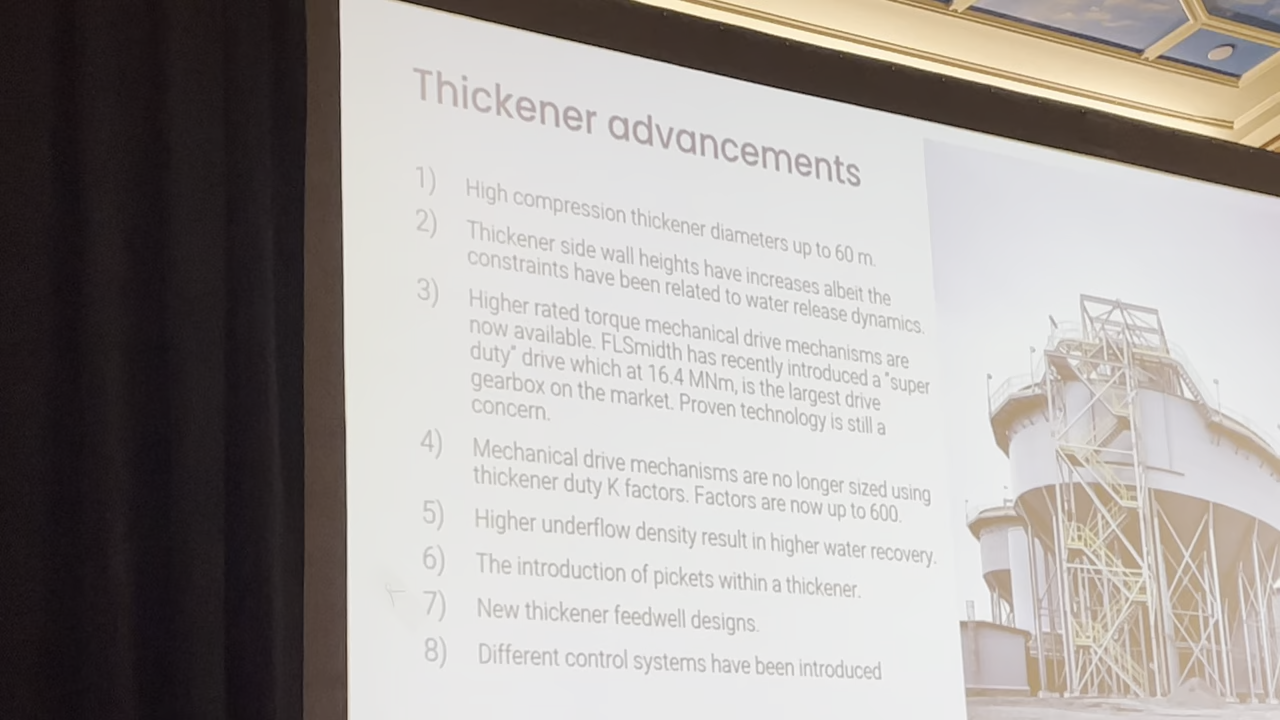 Thickener advancements
1) High compression thickener diameters up to 60 m.
2) Thickener side wall heights have increases albeit the
constraints have been related to water release dynamics.
3) Higher rated torque mechanical drive mechanisms are
now available. FLSmidth has recently introduced a "super
duty" drive which at 16.4 MNm, is the largest drive
gearbox on the market. Proven technology is still a
concern.
4) Mechanical drive mechanisms are no longer sized using
thickener duty K factors. Factors are now up to 600.
5) Higher underflow density result in higher water recovery.
6) The introduction of pickets within a thickener.
7) New thickener feedwell designs.
8) Different control systems have been introduced